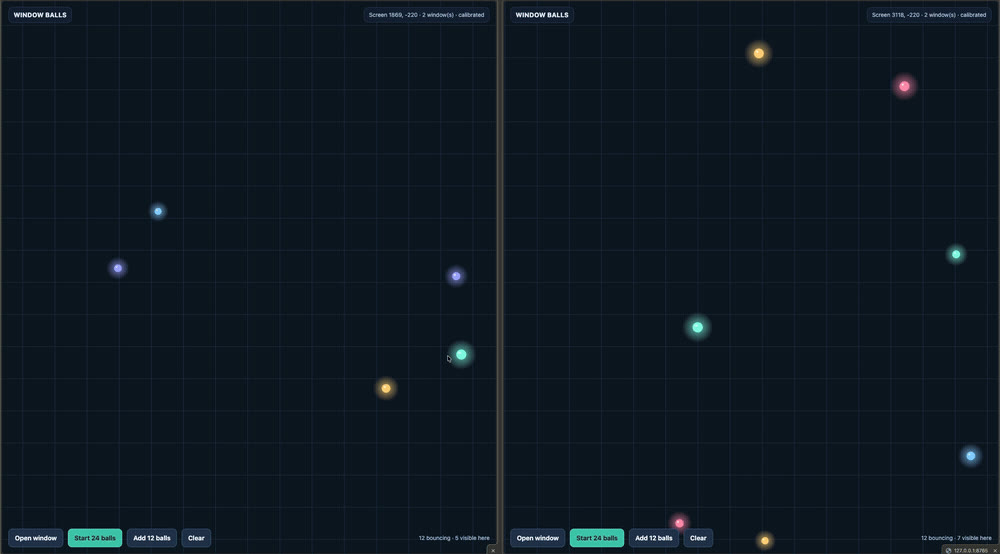 WINDOW BALLS
Screen 1869, -220 · 2 window(s) · calibrated
Open window
Start 24 balls
Add 12 balls
Clear
12 bouncing · 5 visible here
WINDOW BALLS
Screen 3118, -220 · 2 window(s) · calibrated
Open window
Start 24 balls
Add 12 balls
Clear
12 bouncing · 7 visible here
127.0.0.1:8765